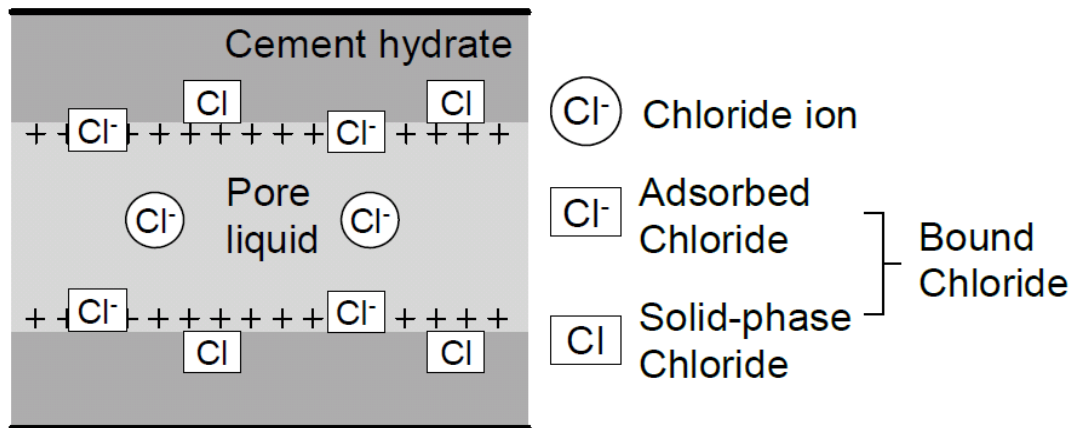 Cement hydrate
Cl Cl
+ + Cl⁻ + + + + + + + Cl⁻ + + + +
Cl⁻ Pore liquid Cl⁻
+ + Cl⁻ + + + + + + + Cl⁻ + + + +
Cl Cl
Cl⁻ Chloride ion
Cl⁻ Adsorbed
Chloride
Cl Solid-phase
Chloride
Bound
Chloride